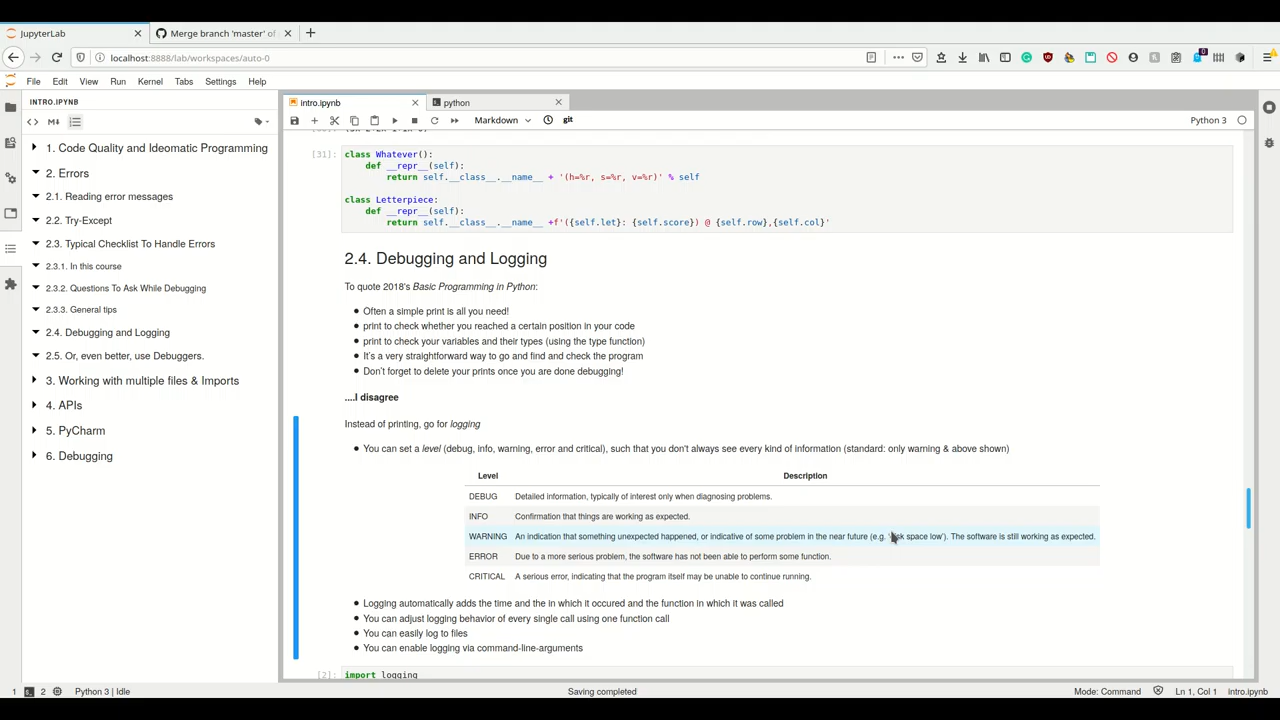 JupyterLab
Merge branch 'master' of
localhost:8888/lab/workspaces/auto-0
File Edit View Run Kernel Tabs Settings Help
INTRO.IPYNB
intro.ipynb
python
Markdown
git
Python 3
1. Code Quality and Ideomatic Programming
2. Errors
2.1. Reading error messages
2.2. Try-Except
2.3. Typical Checklist To Handle Errors
2.3.1. In this course
2.3.2. Questions To Ask While Debugging
2.3.3. General tips
2.4. Debugging and Logging
2.5. Or, even better, use Debuggers.
3. Working with multiple files & Imports
4. APIs
5. PyCharm
6. Debugging
[31]: class Whatever():
def __repr__(self):
return self.__class__.__name__ + '(h=%r, s=%r, v=%r)' % self
class Letterpiece:
def __repr__(self):
return self.__class__.__name__ +f'({self.let}: {self.score}) @ {self.row},{self.col}'
2.4. Debugging and Logging
To quote 2018's Basic Programming in Python:
Often a simple print is all you need!
print to check whether you reached a certain position in your code
print to check your variables and their types (using the type function)
It's a very straightforward way to go and find and check the program
Don't forget to delete your prints once you are done debugging!
....I disagree
Instead of printing, go for logging
You can set a level (debug, info, warning, error and critical), such that you don't always see every kind of information (standard: only warning & above shown)
Level Description
DEBUG Detailed information, typically of interest only when diagnosing problems.
INFO Confirmation that things are working as expected.
WARNING An indication that something unexpected happened, or indicative of some problem in the near future (e.g. space low'). The software is still working as expected.
ERROR Due to a more serious problem, the software has not been able to perform some function.
CRITICAL A serious error, indicating that the program itself may be unable to continue running.
Logging automatically adds the time and the in which it occured and the function in which it was called
You can adjust logging behavior of every single call using one function call
You can easily log to files
You can enable logging via command-line-arguments
[2]: import logging
1 2 Python 3 | Idle
Saving completed
Mode: Command
Ln 1, Col 1
intro.ipynb